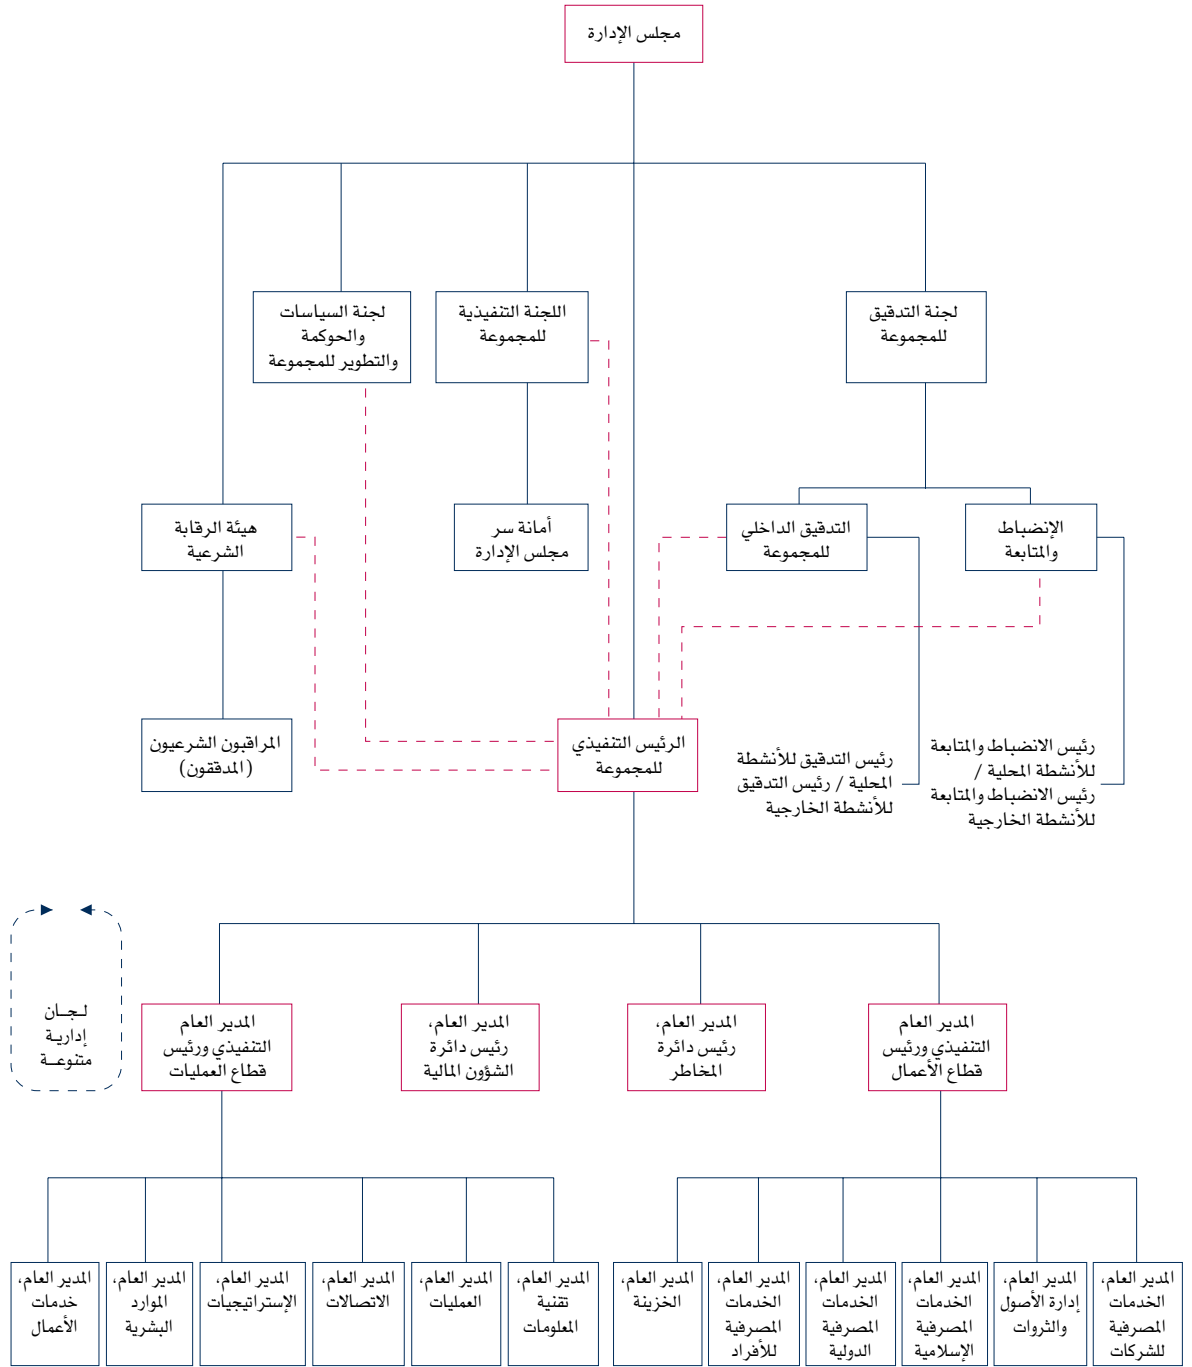 مجلس الإدارة
لجنة التدقيق
للمجموعة
اللجنة التنفيذية
للمجموعة
لجنة السياسات
والحوكمة
والتطوير للمجموعة
الإنضباط
والمتابعة
التدقيق الداخلي
للمجموعة
أمانة سر
مجلس الإدارة
هيئة الرقابة
الشرعية
رئيس الانضباط والمتابعة
للأنشطة المحلية /
رئيس الانضباط والمتابعة
للأنشطة الخارجية
رئيس التدقيق للأنشطة
المحلية / رئيس التدقيق
للأنشطة الخارجية
الرئيس التنفيذي
للمجموعة
المراقبون الشرعيون
(المدققون)
المدير العام
التنفيذي ورئيس
قطاع الأعمال
المدير العام،
رئيس دائرة
المخاطر
المدير العام،
رئيس دائرة
الشؤون المالية
المدير العام
التنفيذي ورئيس
قطاع العمليات
لـجــان
إداريـة
متنوعــة
المدير العام،
الخدمات
المصرفية
للشركات
المدير العام،
إدارة الأصول
والثروات
المدير العام،
الخدمات
المصرفية
الإسلامية
المدير العام،
الخدمات
المصرفية
الدولية
المدير العام،
الخدمات
المصرفية
للأفراد
المدير العام،
الخزينة
المدير العام،
تقنية
المعلومات
المدير العام،
العمليات
المدير العام،
الاتصالات
المدير العام،
الإستراتيجيات
المدير العام،
الموارد
البشرية
المدير العام،
خدمات
الأعمال